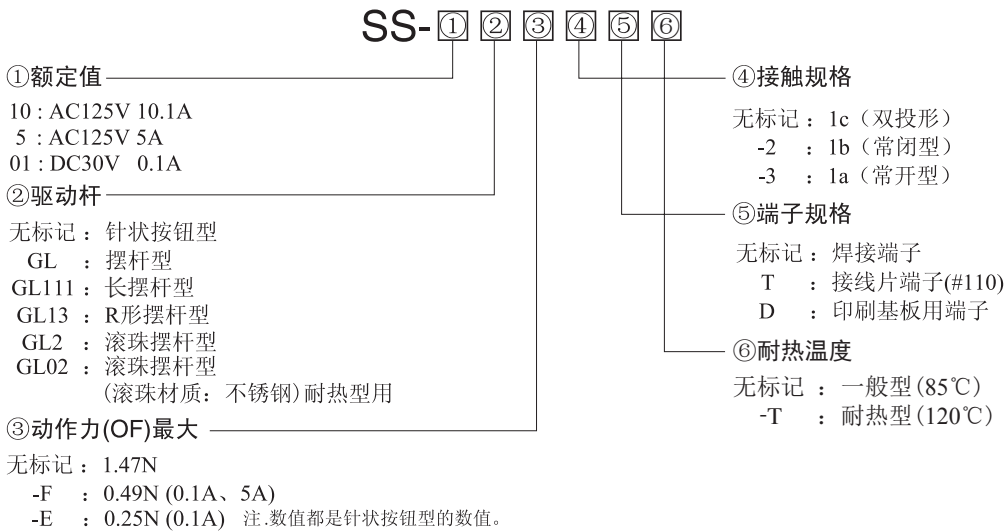 SS-①②③④⑤⑥
①额定值
10 : AC125V 10.1A
5 : AC125V 5A
01 : DC30V 0.1A
②驱动杆
无标记 : 针状按钮型
GL : 摆杆型
GL111 : 长摆杆型
GL13 : R形摆杆型
GL2 : 滚珠摆杆型
GL02 : 滚珠摆杆型
(滚珠材质: 不锈钢)耐热型用
③动作力(OF)最大
无标记 : 1.47N
-F : 0.49N (0.1A、5A)
-E : 0.25N (0.1A) 注.数值都是针状按钮型的数值。
④接触规格
无标记 : 1c（双投形）
-2 : 1b（常闭型）
-3 : 1a（常开型）
⑤端子规格
无标记 : 焊接端子
T : 接线片端子(#110)
D : 印刷基板用端子
⑥耐热温度
无标记 : 一般型(85℃)
-T : 耐热型(120℃)